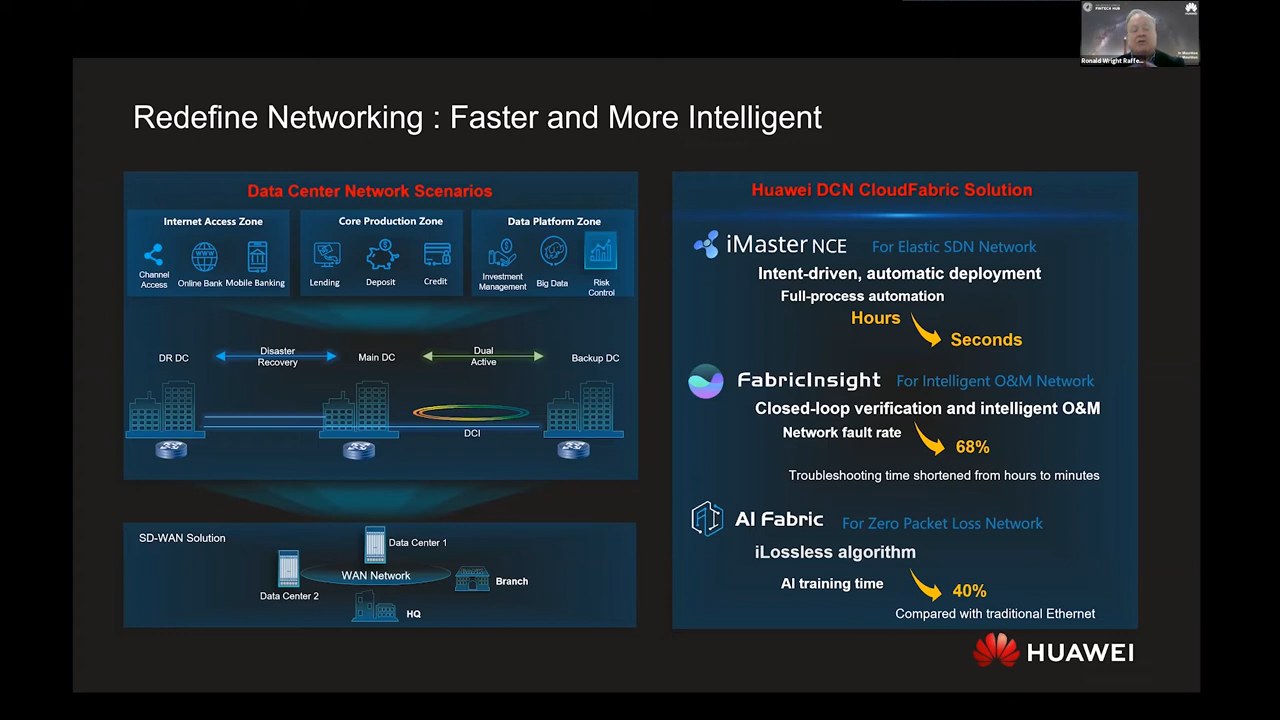 FINTECH HUB
HUAWEI
Ronald Wright Raffe...
Redefine Networking : Faster and More Intelligent
Data Center Network Scenarios
Internet Access Zone
Channel
Access
Online Bank
Mobile Banking
Core Production Zone
Lending
Deposit
Credit
Data Platform Zone
Investment
Management
Big Data
Risk
Control
DR DC
Disaster
Recovery
Main DC
Dual
Active
Backup DC
DCI
SD-WAN Solution
Data Center 1
WAN Network
Data Center 2
Branch
HQ
Huawei DCN CloudFabric Solution
iMaster NCE For Elastic SDN Network
Intent-driven, automatic deployment
Full-process automation
Hours
Seconds
FabricInsight For Intelligent O&M Network
Closed-loop verification and intelligent O&M
Network fault rate
68%
Troubleshooting time shortened from hours to minutes
AI Fabric For Zero Packet Loss Network
iLossless algorithm
AI training time
40%
Compared with traditional Ethernet
HUAWEI